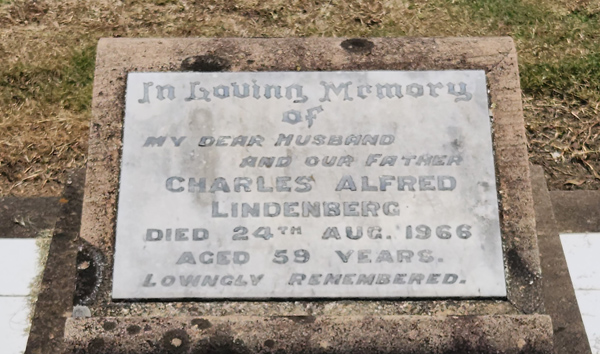 In Loving Memory
of
MY DEAR HUSBAND
AND OUR FATHER
CHARLES ALFRED
LINDENBERG
DIED 24TH AUG. 1966
AGED 59 YEARS.
LOVINGLY REMEMBERED.